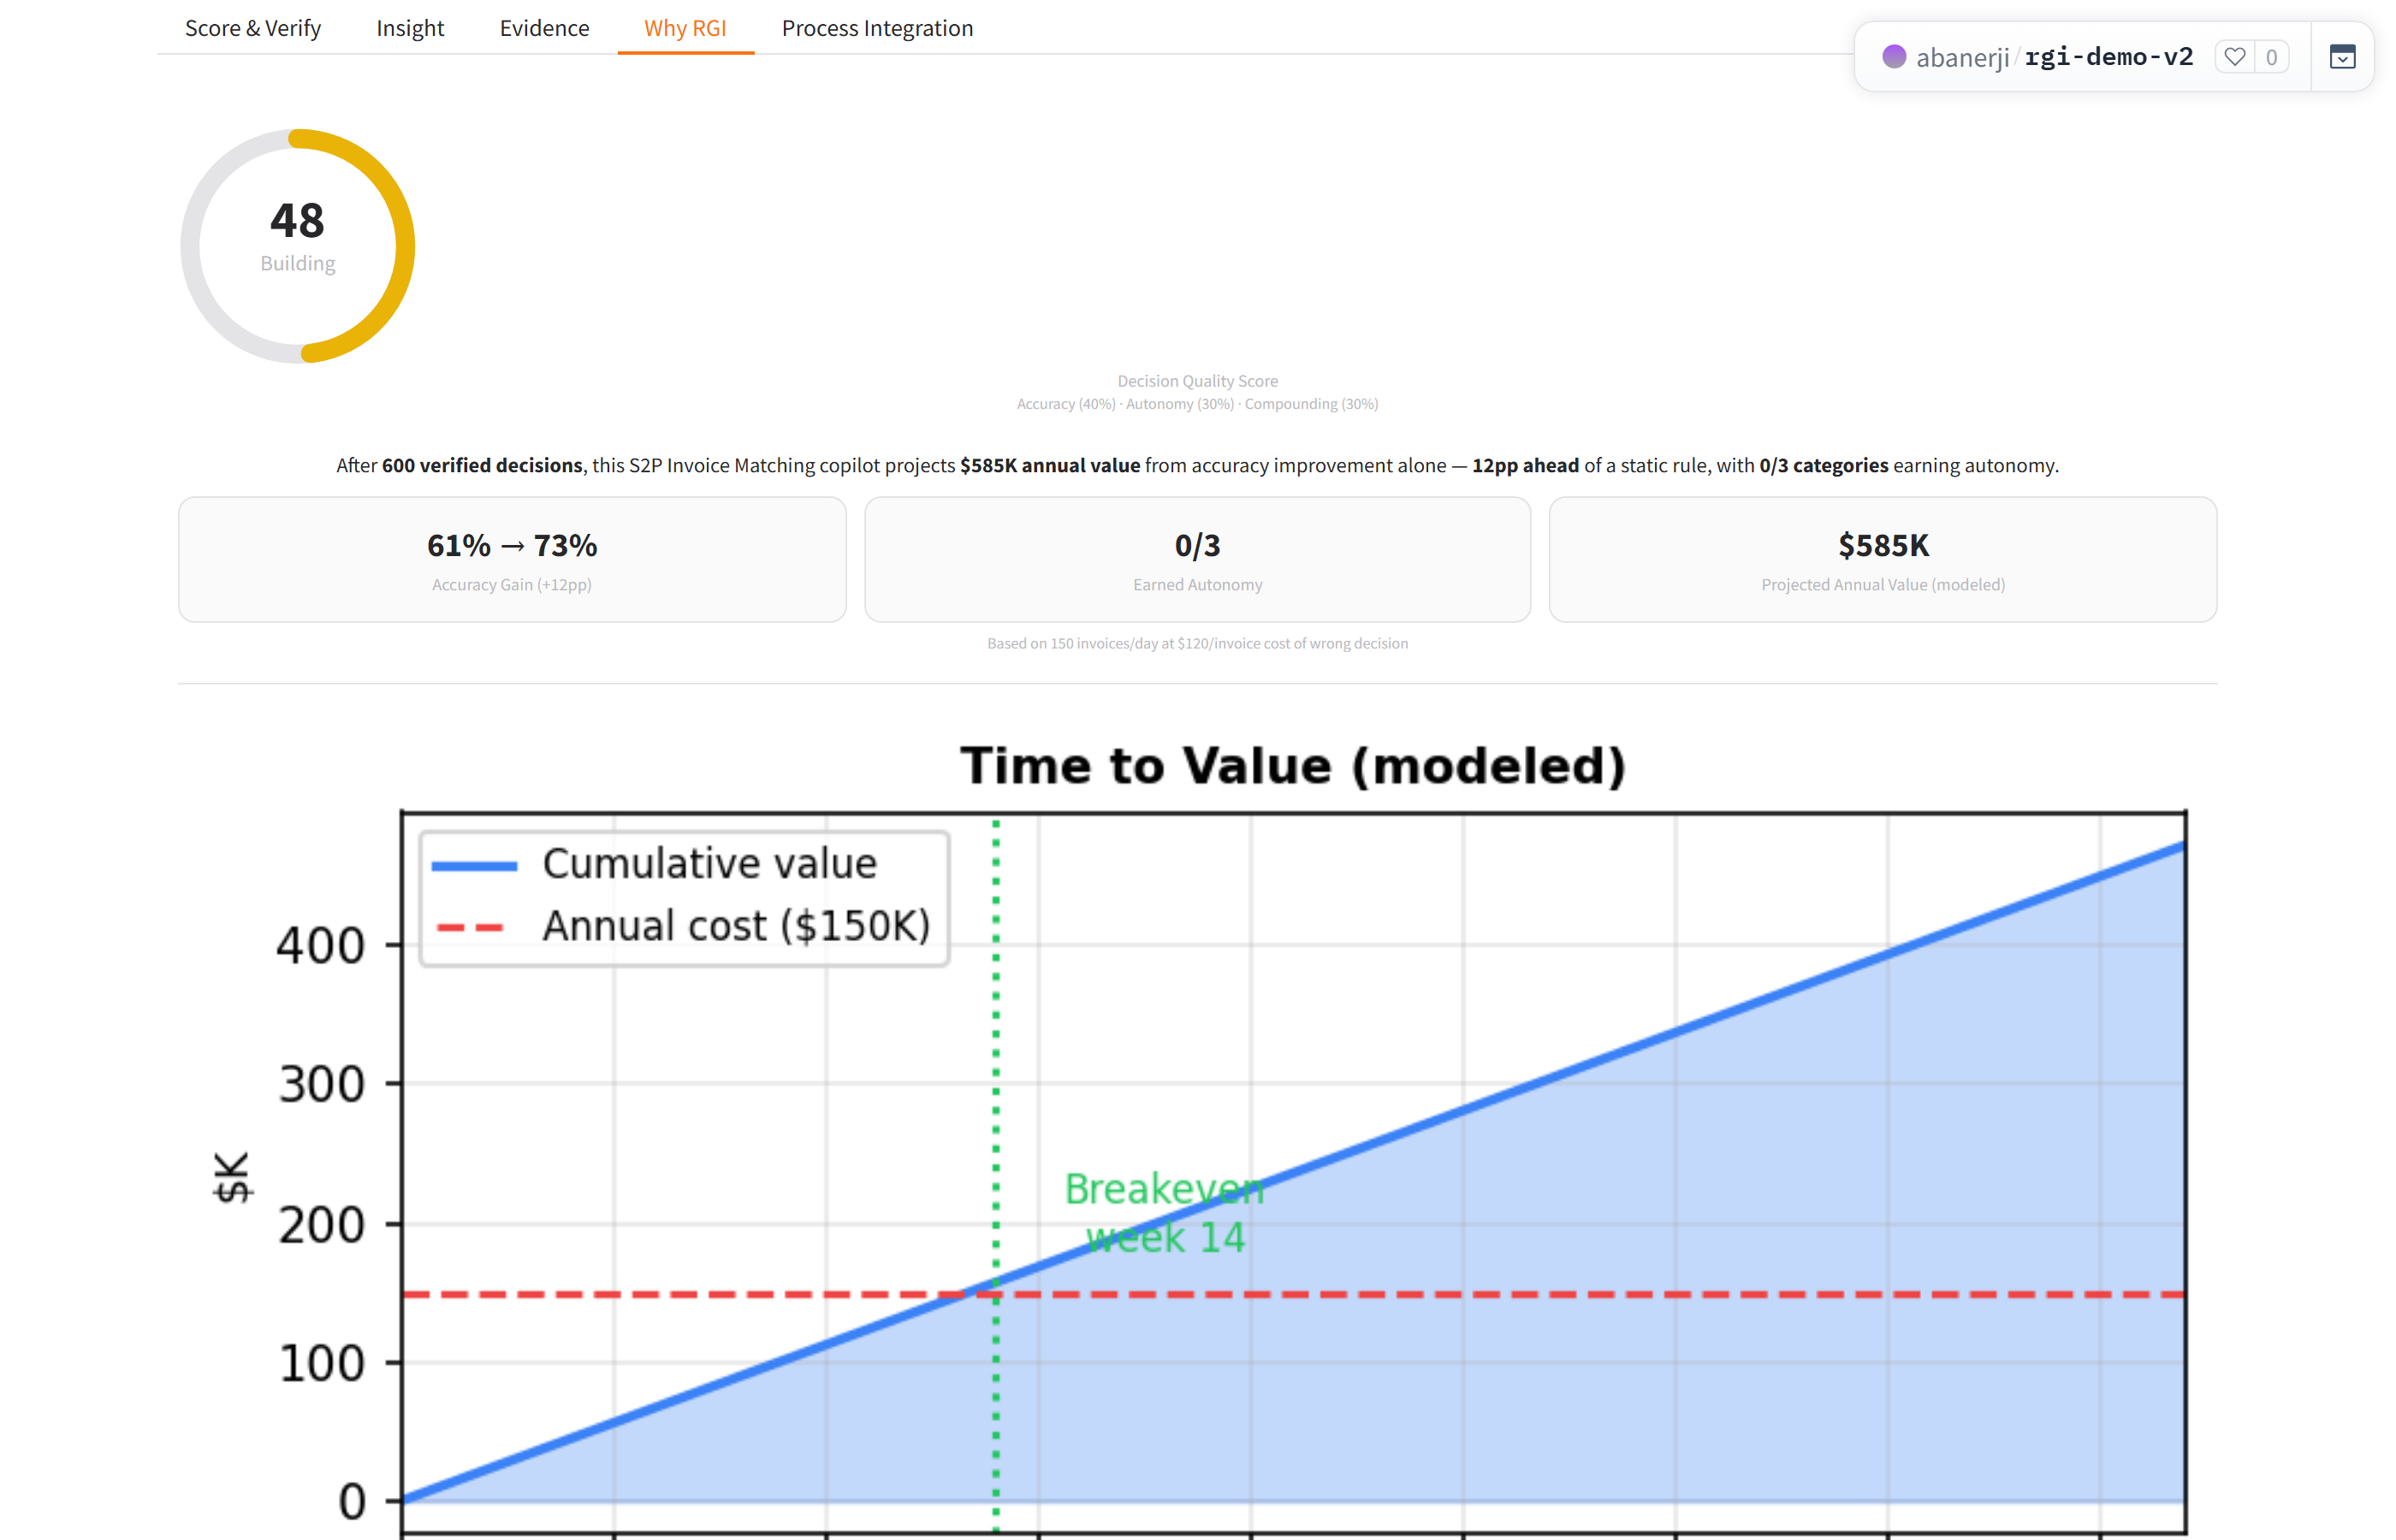 Score & Verify Insight Evidence Why RGI Process Integration
abanerji/rgi-demo-v2 0
48
Building
Decision Quality Score
Accuracy (40%) · Autonomy (30%) · Compounding (30%)
After 600 verified decisions, this S2P Invoice Matching copilot projects $585K annual value from accuracy improvement alone — 12pp ahead of a static rule, with 0/3 categories earning autonomy.
61% → 73%
Accuracy Gain (+12pp)
0/3
Earned Autonomy
$585K
Projected Annual Value (modeled)
Based on 150 invoices/day at $120/invoice cost of wrong decision
Time to Value (modeled)
Cumulative value
Annual cost ($150K)
400
300
$K
200
100
0
Breakeven
week 14